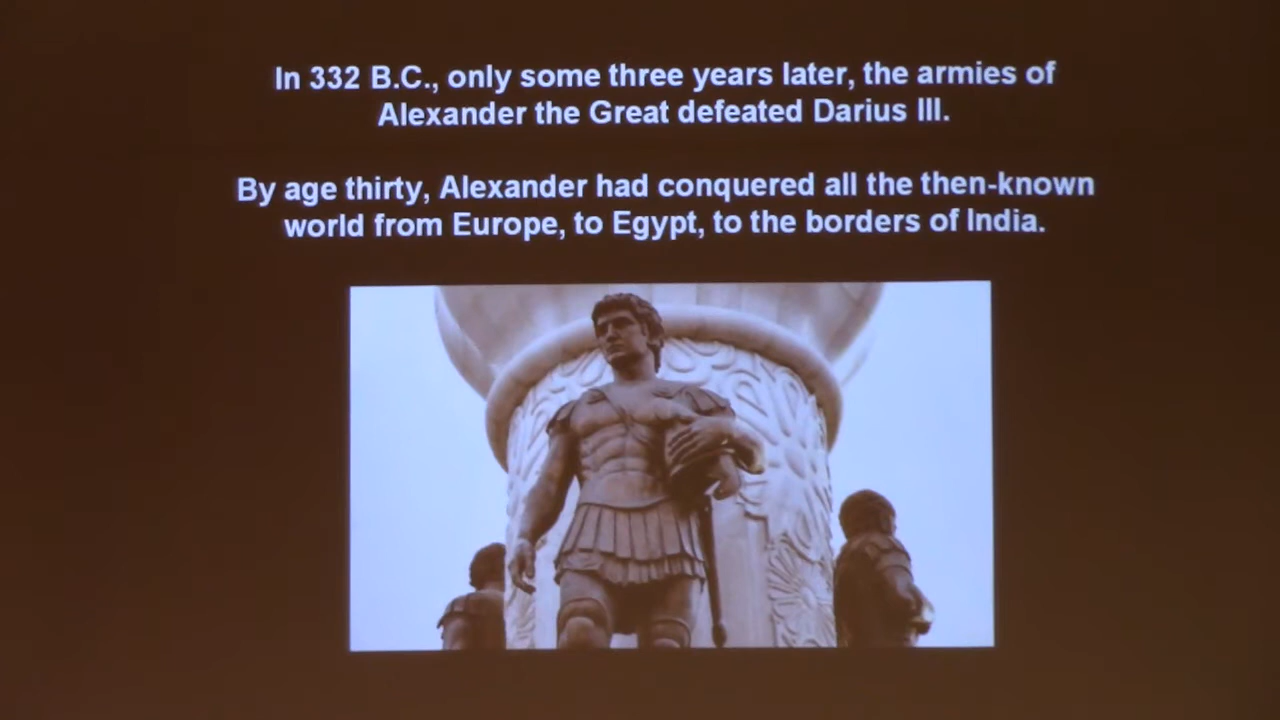 In 332 B.C., only some three years later, the armies of
Alexander the Great defeated Darius III.
By age thirty, Alexander had conquered all the then-known
world from Europe, to Egypt, to the borders of India.